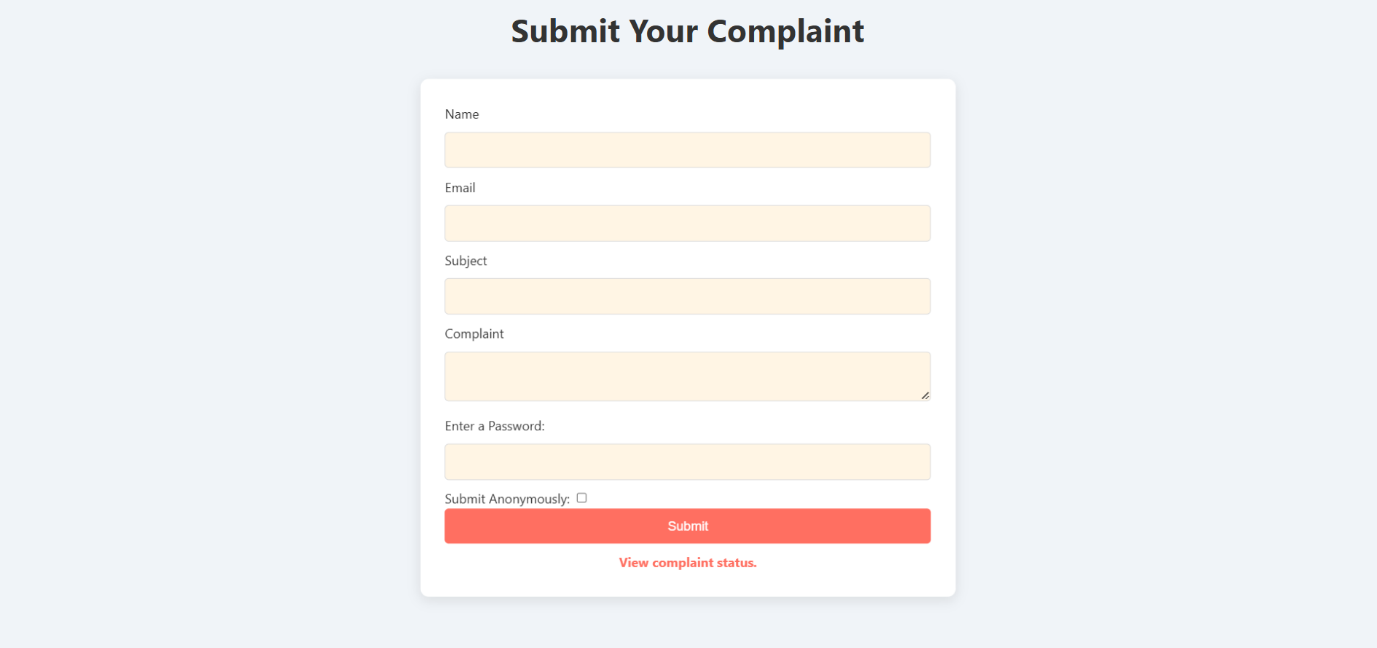 Submit Your Complaint
Name
Email
Subject
Complaint
Enter a Password:
Submit Anonymously:
Submit
View complaint status.